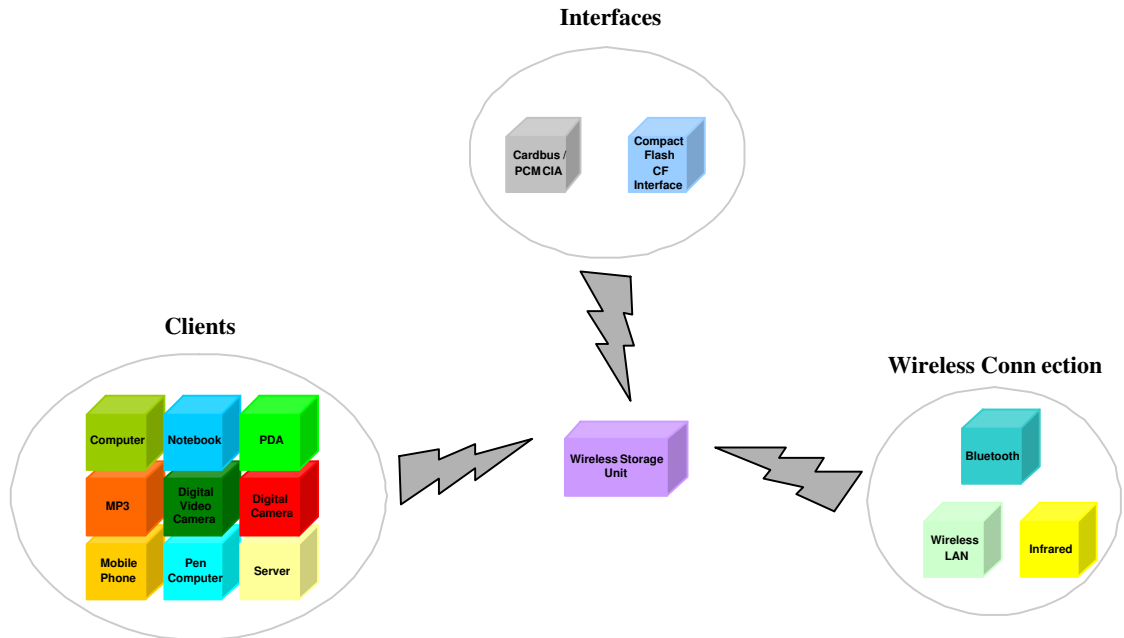 Interfaces
Cardbus /
PCMCIA
Compact
Flash
CF
Interface
Clients
Computer
Notebook
PDA
MP3
Digital
Video
Camera
Digital
Camera
Mobile
Phone
Pen
Computer
Server
Wireless Storage
Unit
Wireless Conn ection
Bluetooth
Wireless
LAN
Infrared